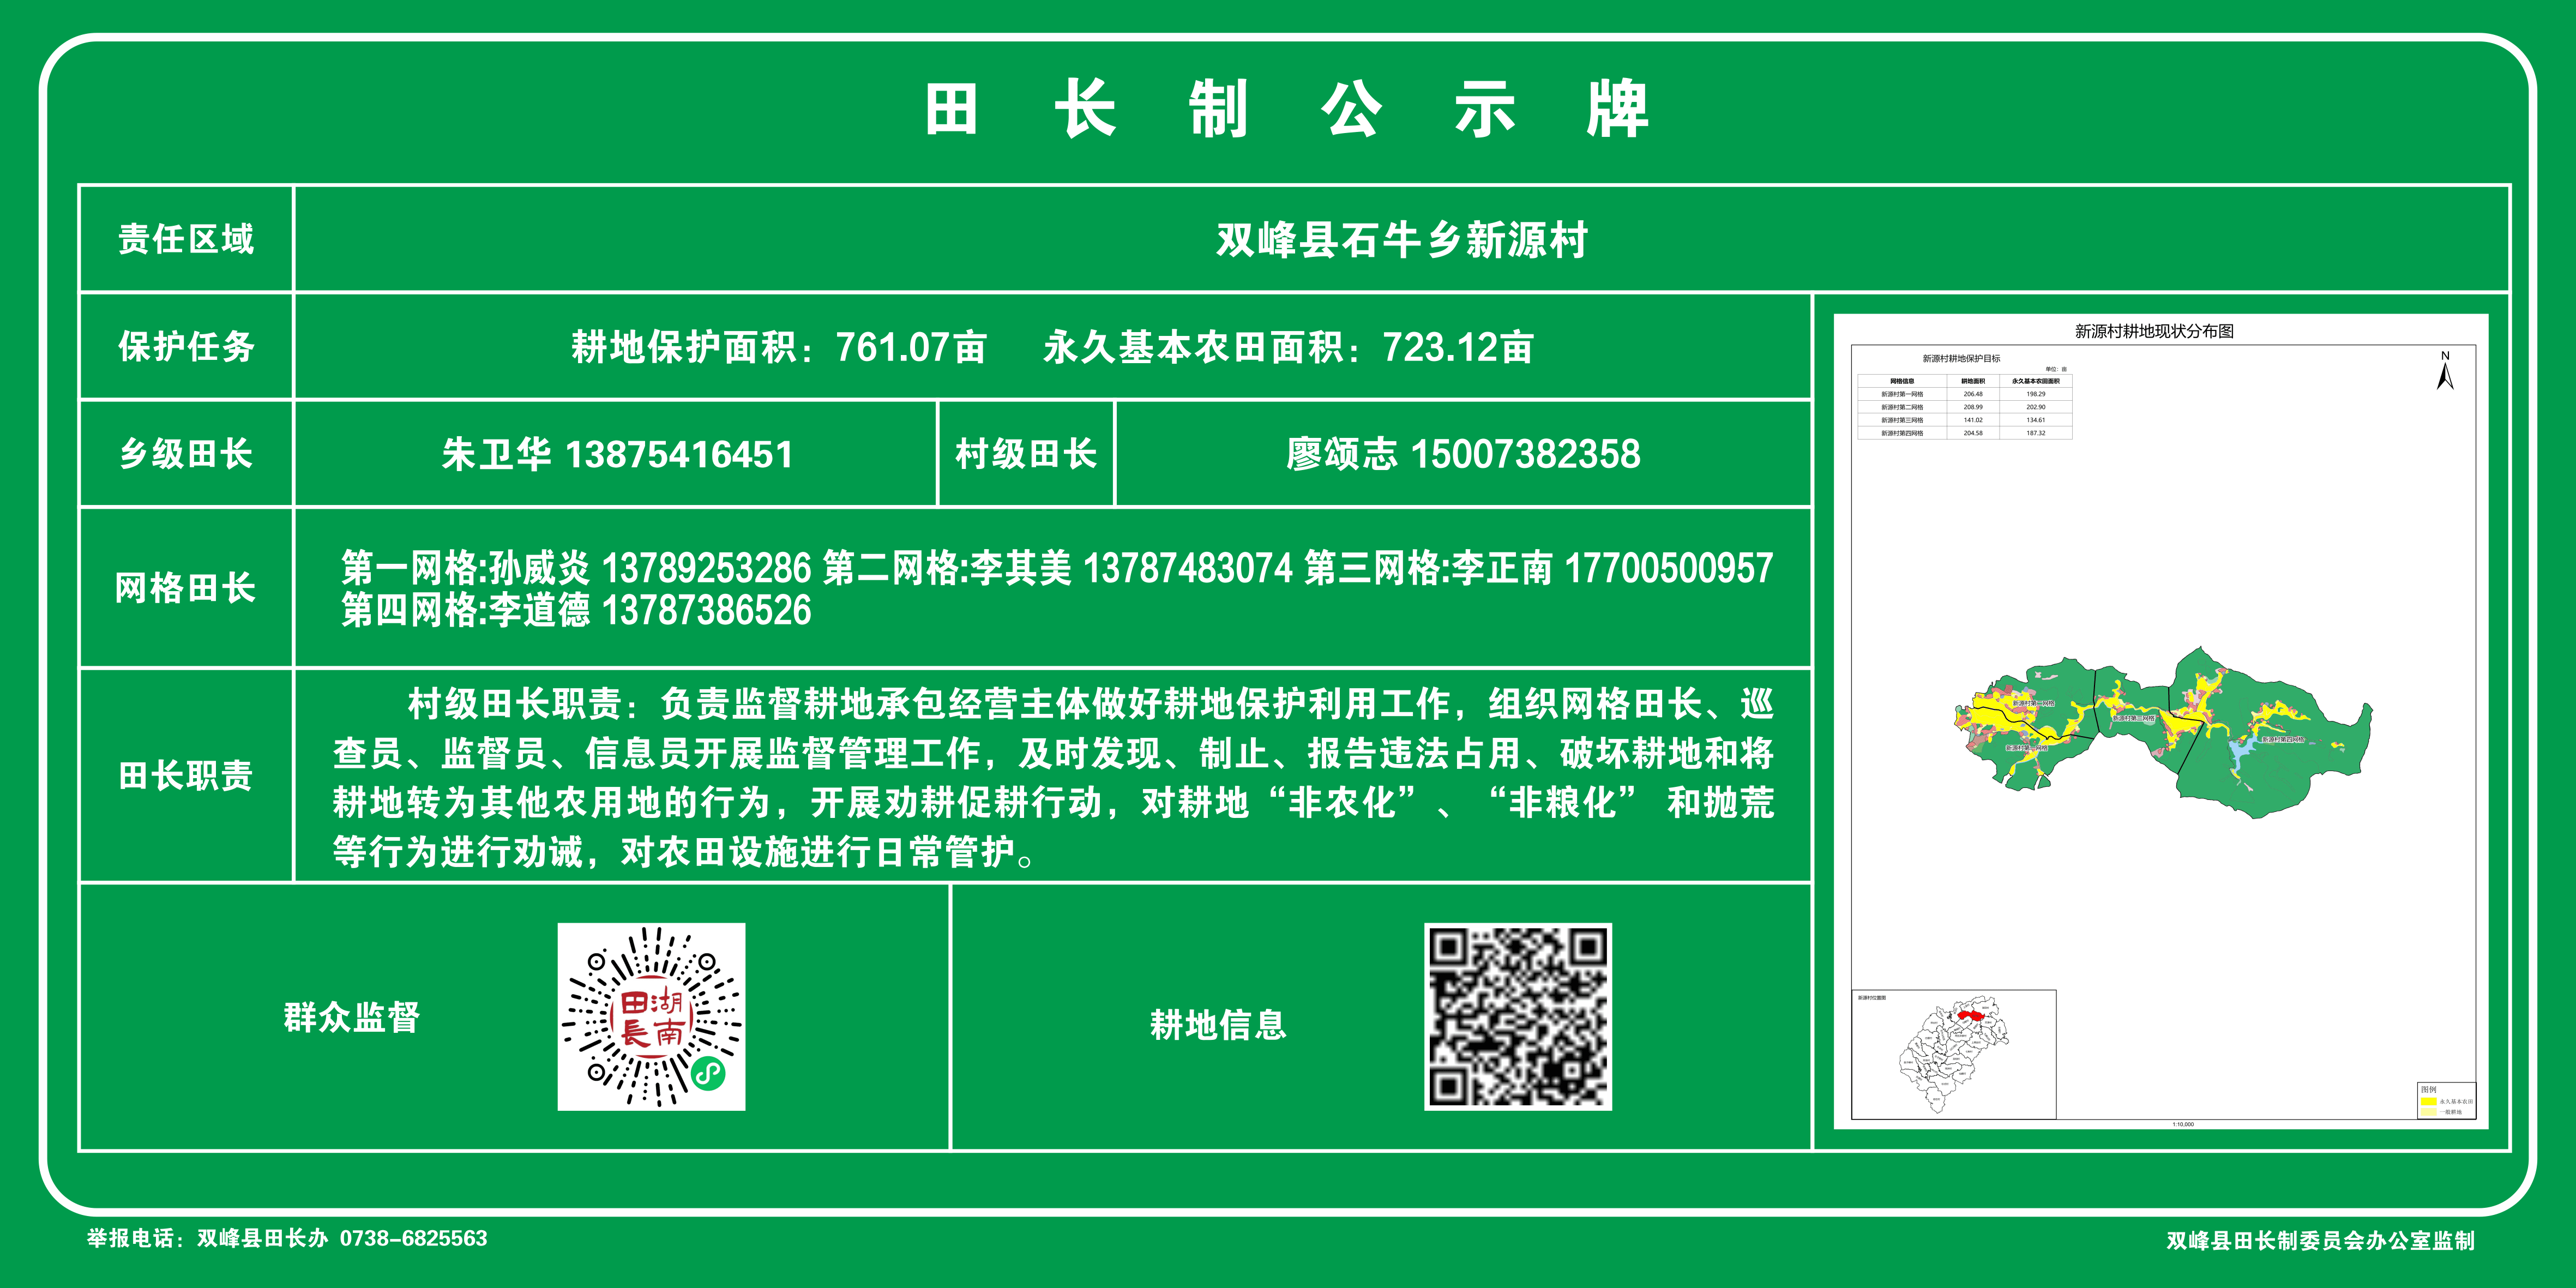 田长制公示牌
责任区域
双峰县石牛乡新源村
保护任务
耕地保护面积：761.07亩 永久基本农田面积：723.12亩
乡级田长
朱卫华 13875416451
村级田长
廖颂志 15007382358
网格田长
第一网格:孙威炎 13789253286 第二网格:李其美 13787483074 第三网格:李正南 17700500957
第四网格:李道德 13787386526
田长职责
村级田长职责：负责监督耕地承包经营主体做好耕地保护利用工作，组织网格田长、巡
查员、监督员、信息员开展监督管理工作，及时发现、制止、报告违法占用、破坏耕地和将
耕地转为其他农用地的行为，开展劝耕促耕行动，对耕地“非农化”、“非粮化” 和抛荒
等行为进行劝诫，对农田设施进行日常管护。
群众监督
田湖
長南
耕地信息
新源村耕地现状分布图
新源村耕地保护目标
单位：亩
网格信息 耕地面积 永久基本农田面积
新源村第一网格 206.48 198.29
新源村第二网格 208.99 202.90
新源村第三网格 141.02 134.61
新源村第四网格 204.58 187.32
N
新源村第三网格
新源村第四网格
新源村位置图
图例
永久基本农田
一般耕地
1:10,000
举报电话：双峰县田长办 0738-6825563
双峰县田长制委员会办公室监制